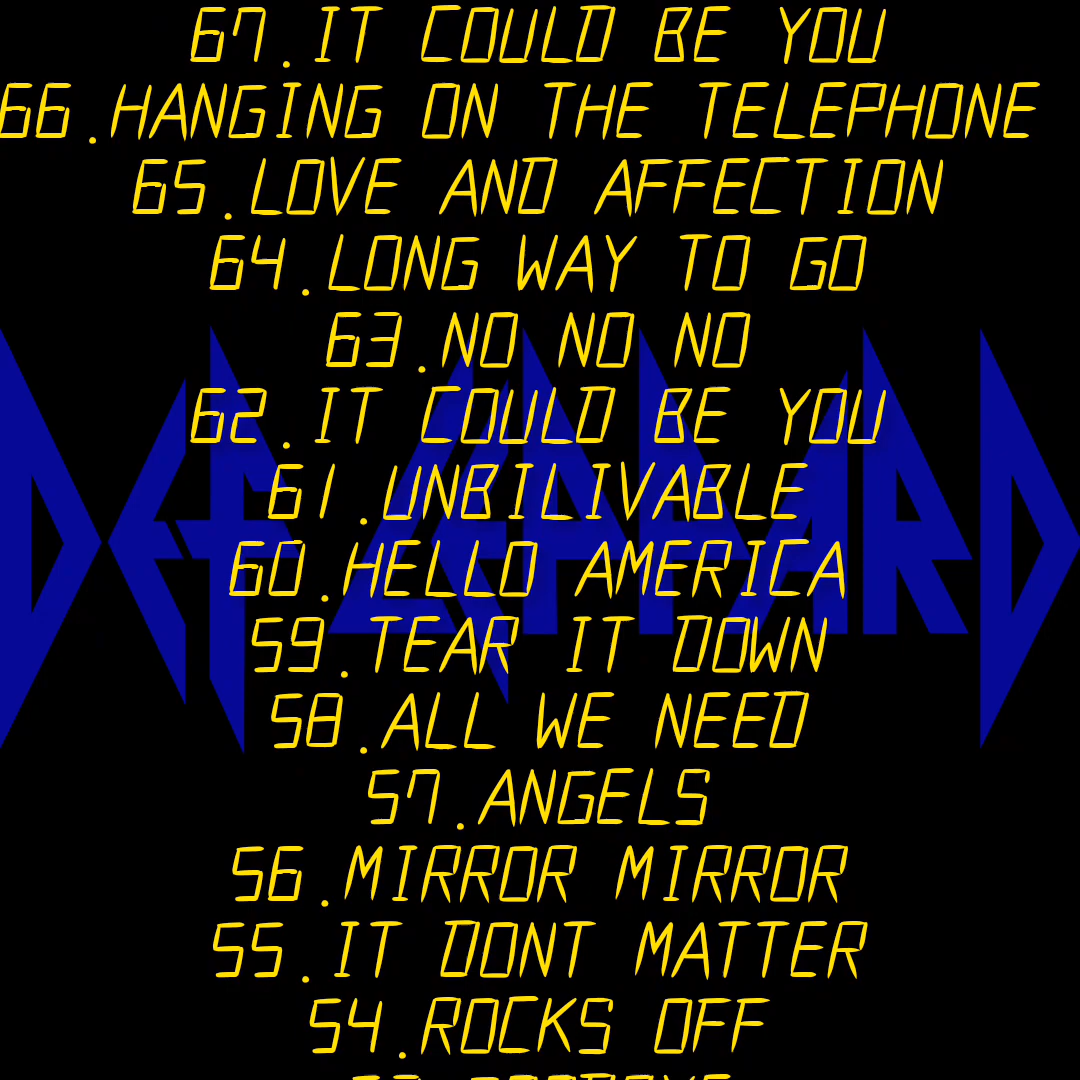 67.IT COULD BE YOU
66.HANGING ON THE TELEPHONE
65.LOVE AND AFFECTION
64.LONG WAY TO GO
63.NO NO NO
62.IT COULD BE YOU
61.UNBILIVABLE
60.HELLO AMERICA
59.TEAR IT DOWN
58.ALL WE NEED
57.ANGELS
56.MIRROR MIRROR
55.IT DONT MATTER
54.ROCKS OFF
DEF LEPPARD